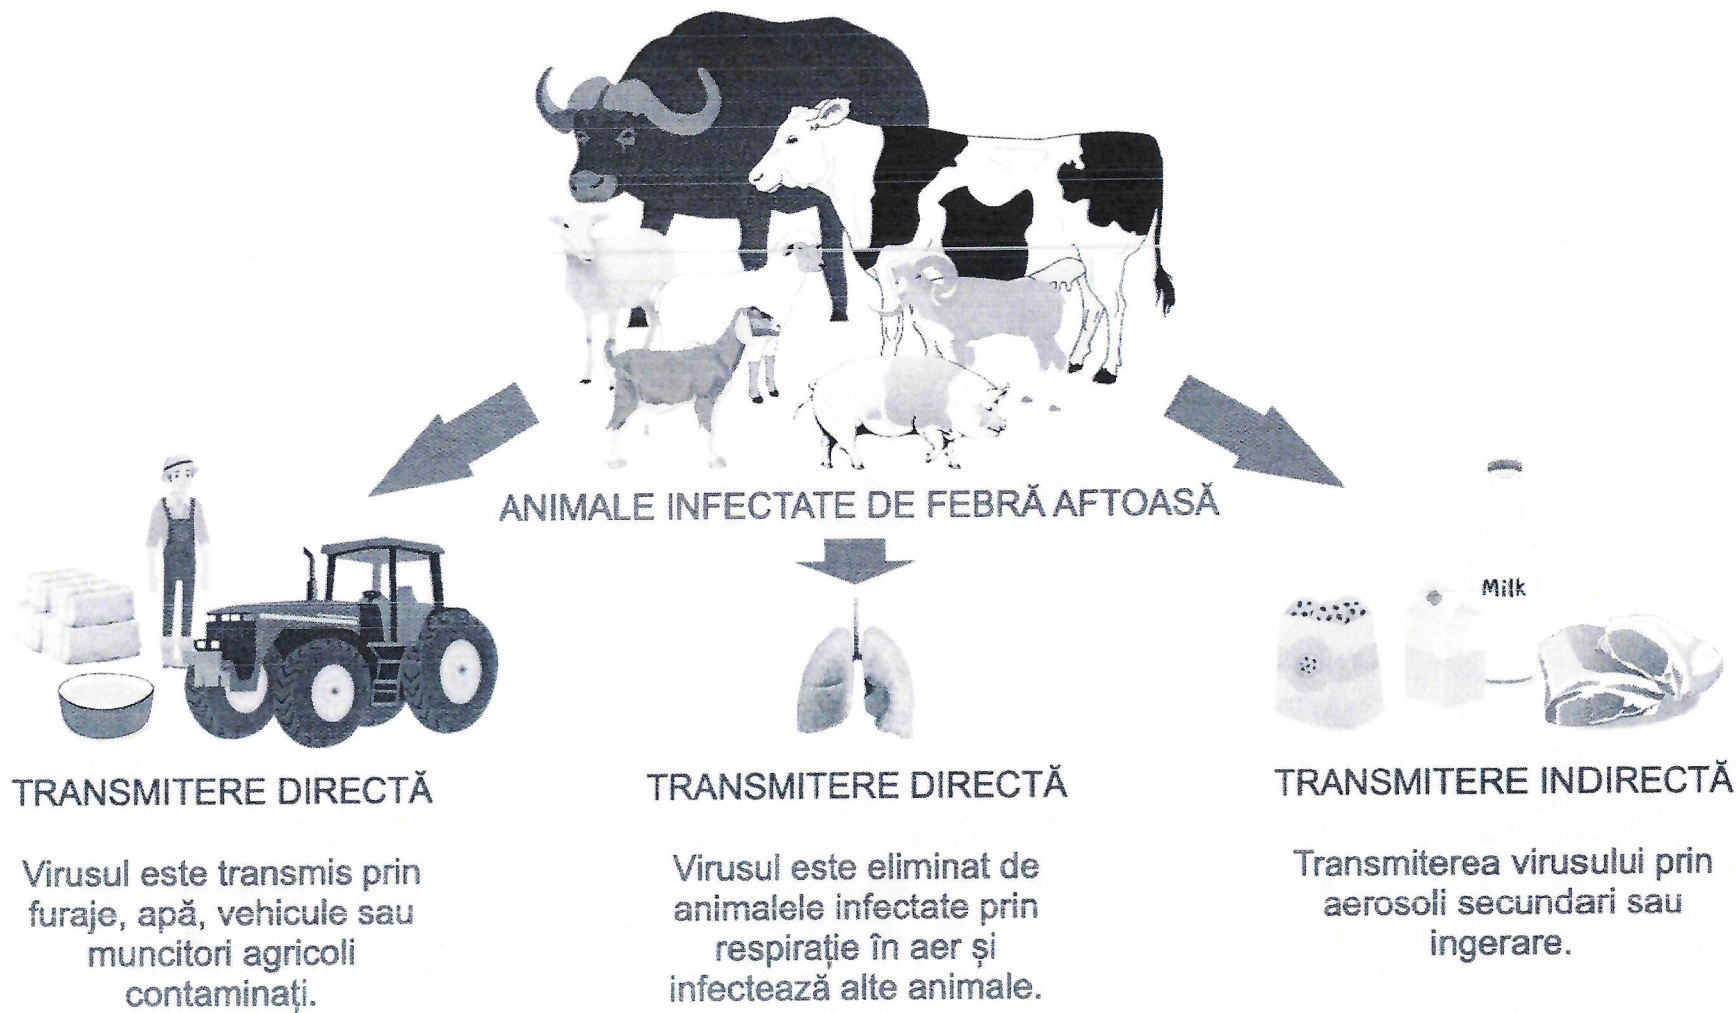 ANIMALE INFECTATE DE FEBRĂ AFTOASĂ
Milk
TRANSMITERE DIRECTĂ
Virusul este transmis prin
furaje, apă, vehicule sau
muncitori agricoli
contaminați.
TRANSMITERE DIRECTĂ
Virusul este eliminat de
animalele infectate prin
respirație în aer și
infectează alte animale.
TRANSMITERE INDIRECTĂ
Transmiterea virusului prin
aerosoli secundari sau
ingerare.